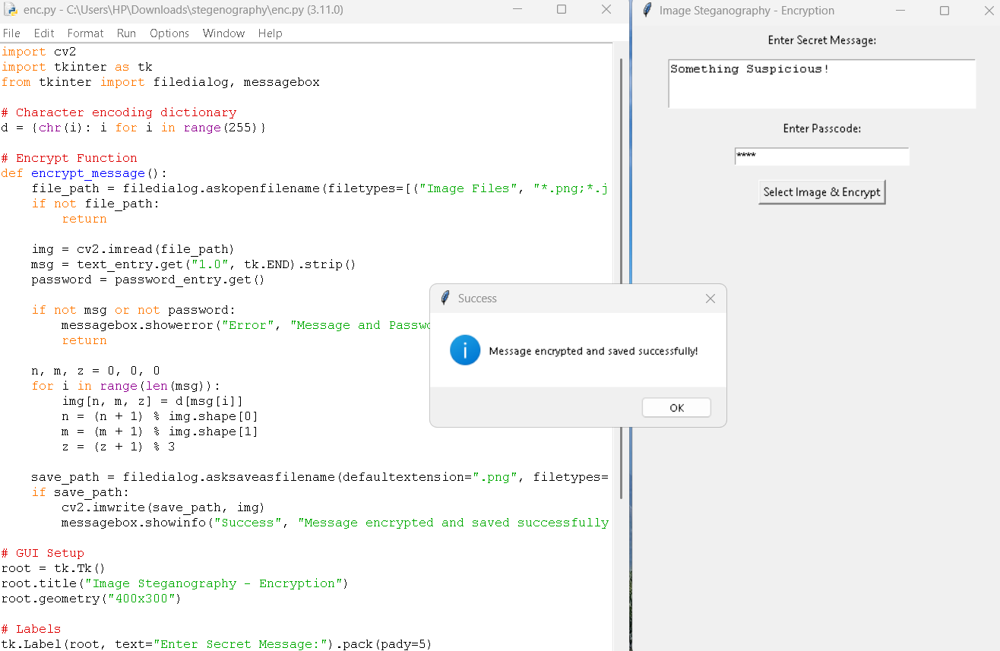 enc.py - C:\Users\HP\Downloads\stegenography\enc.py (3.11.0)
File Edit Format Run Options Window Help
import cv2
import tkinter as tk
from tkinter import filedialog, messagebox
# Character encoding dictionary
d = {chr(i): i for i in range(255)}
# Encrypt Function
def encrypt_message():
    file_path = filedialog.askopenfilename(filetypes=[("Image Files", "*.png;*.j
    if not file_path:
        return
    img = cv2.imread(file_path)
    msg = text_entry.get("1.0", tk.END).strip()
    password = password_entry.get()
    if not msg or not password:
        messagebox.showerror("Error", "Message and Passwo
        return
    n, m, z = 0, 0, 0
    for i in range(len(msg)):
        img[n, m, z] = d[msg[i]]
        n = (n + 1) % img.shape[0]
        m = (m + 1) % img.shape[1]
        z = (z + 1) % 3
    save_path = filedialog.asksaveasfilename(defaultextension=".png", filetypes=
    if save_path:
        cv2.imwrite(save_path, img)
        messagebox.showinfo("Success", "Message encrypted and saved successfully
# GUI Setup
root = tk.Tk()
root.title("Image Steganography - Encryption")
root.geometry("400x300")
# Labels
tk.Label(root, text="Enter Secret Message:").pack(pady=5)
Image Steganography - Encryption
Enter Secret Message:
Something Suspicious!
Enter Passcode:
****
Select Image & Encrypt
Success
Message encrypted and saved successfully!
OK